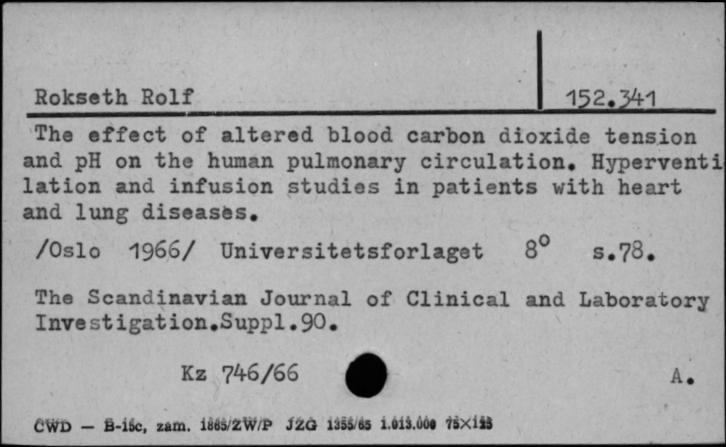 Rokseth Rolf 152.341
The effect of altered blood carbon dioxide tension
and pH on the human pulmonary circulation. Hyperventi
lation and infusion studies in patients with heart
and lung diseases.
/Oslo 1966/ Universitetsforlaget 8° s.78.
The Scandinavian Journal of Clinical and Laboratory
Investigation.Suppl.90.
Kz 746/66 A.
CWD — B-15c, zam. 1865/ZW/P JZG 1355/65 1.013.000 75×125